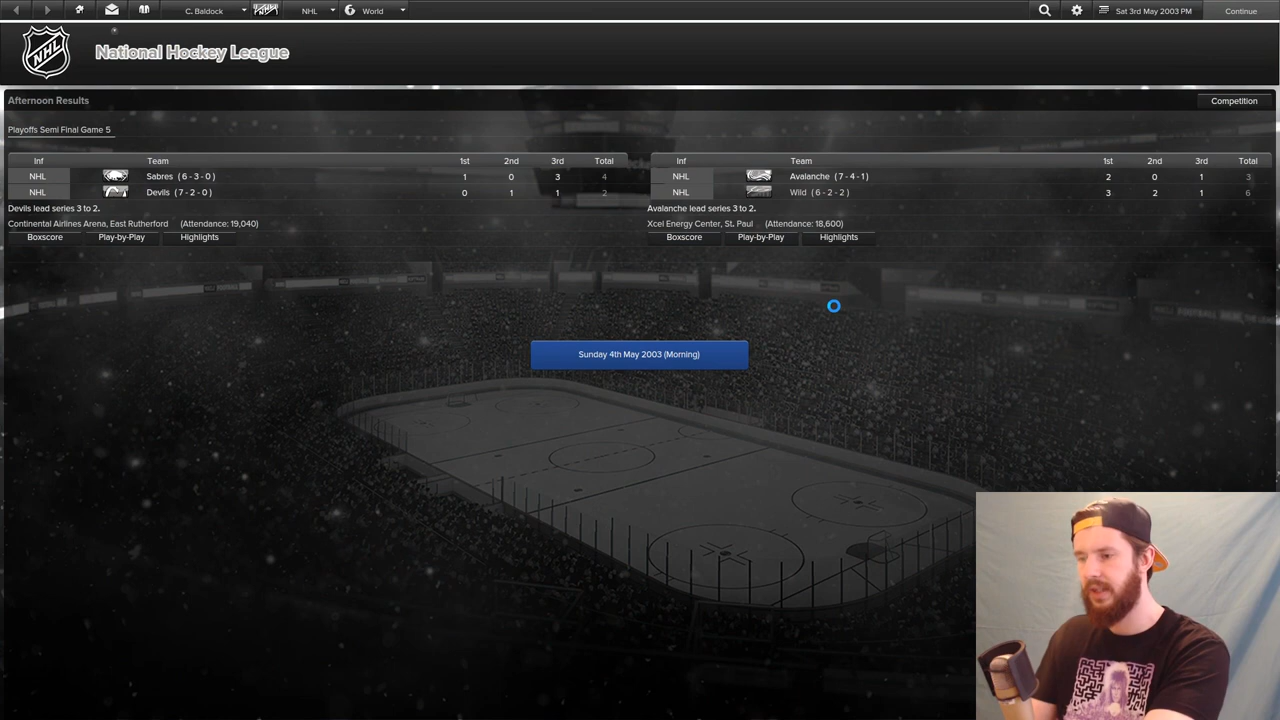 C. Baldock
NHL
World
Sat 3rd May 2003 PM
Continue
NHL
National Hockey League
Afternoon Results
Competition
Playoffs Semi Final Game 5
Inf Team 1st 2nd 3rd Total
NHL Sabres ( 6 - 3 - 0 ) 1 0 3 4
NHL Devils ( 7 - 2 - 0 ) 0 1 1 2
Devils lead series 3 to 2.
Continental Airlines Arena, East Rutherford (Attendance: 19,040)
Boxscore Play-by-Play Highlights
Inf Team 1st 2nd 3rd Total
NHL Avalanche ( 7 - 4 - 1 ) 2 0 1 3
NHL Wild ( 6 - 2 - 2 ) 3 2 1 6
Avalanche lead series 3 to 2.
Xcel Energy Center, St. Paul (Attendance: 18,600)
Boxscore Play-by-Play Highlights
Sunday 4th May 2003 (Morning)